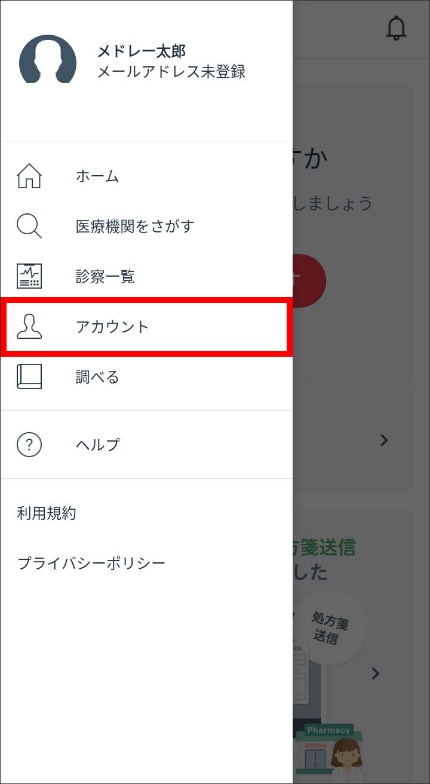 メドレー太郎
メールアドレス未登録
ホーム
医療機関をさがす
診察一覧
アカウント
調べる
?
ヘルプ
利用規約
プライバシーポリシー
すか
しましょう
方箋送信
した
処方箋
送信
Pharmacy